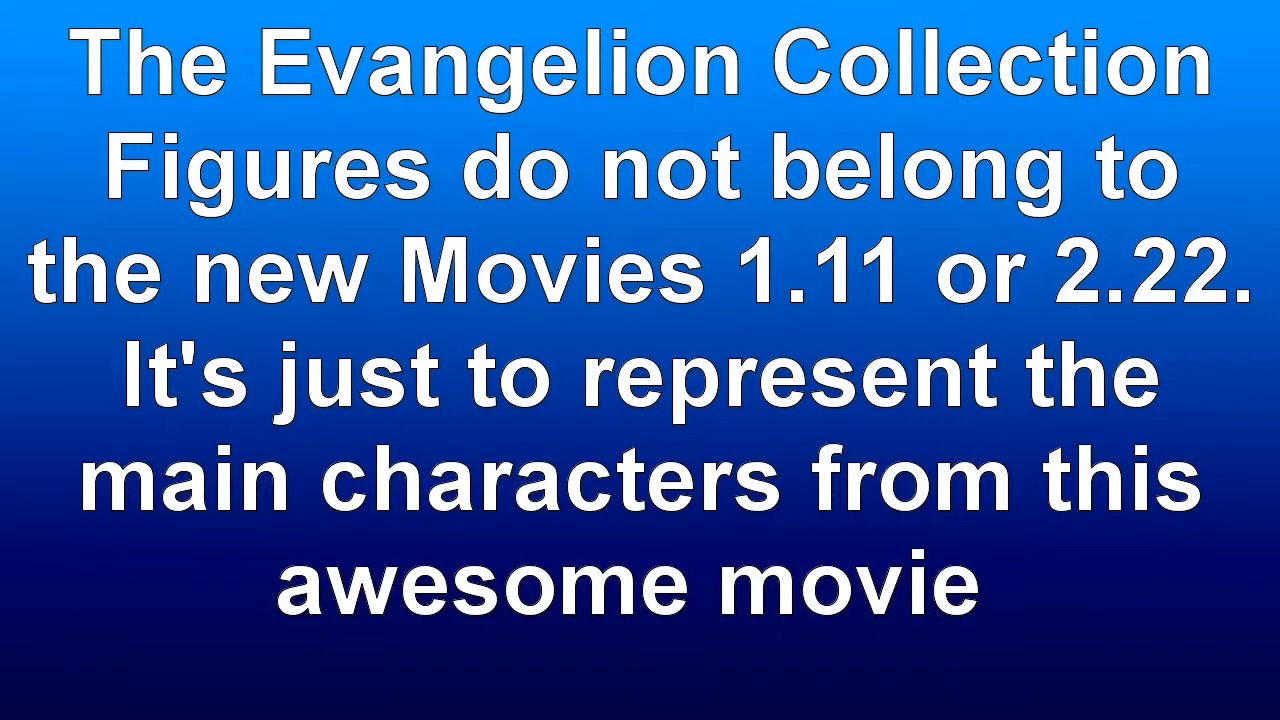 The Evangelion Collection
Figures do not belong to
the new Movies 1.11 or 2.22.
It's just to represent the
main characters from this
awesome movie